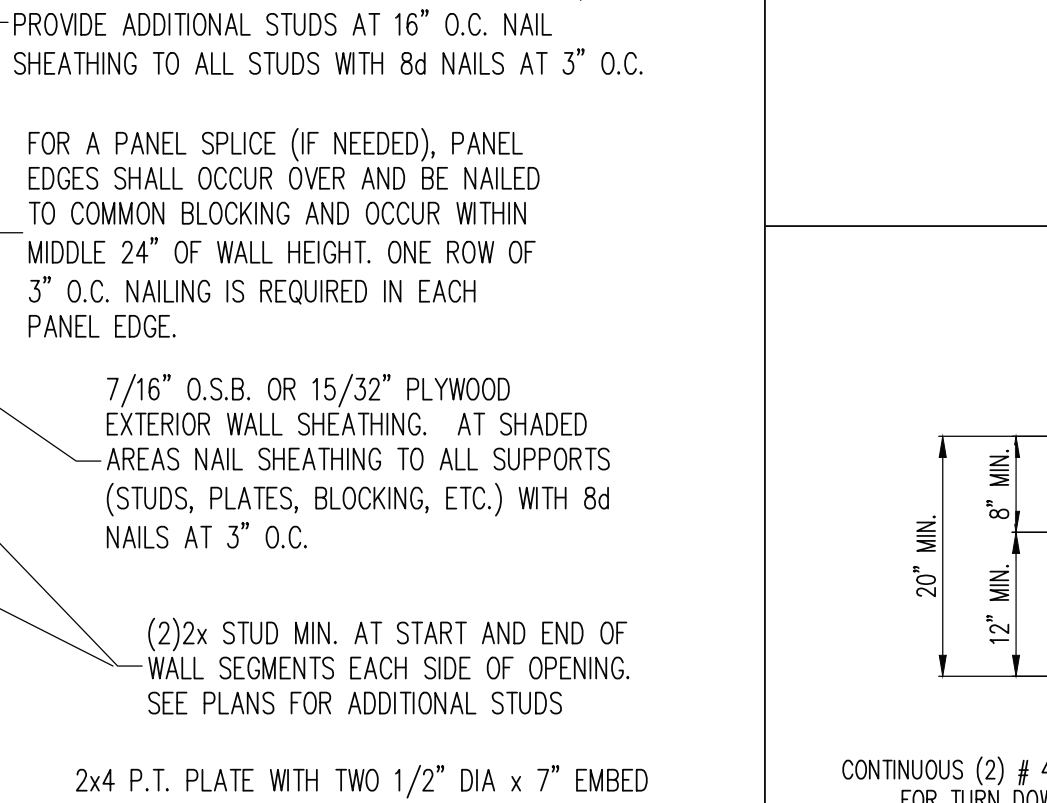 PROVIDE ADDITIONAL STUDS AT 16" O.C. NAIL
SHEATHING TO ALL STUDS WITH 8d NAILS AT 3" O.C.
FOR A PANEL SPLICE (IF NEEDED), PANEL
EDGES SHALL OCCUR OVER AND BE NAILED
TO COMMON BLOCKING AND OCCUR WITHIN
MIDDLE 24" OF WALL HEIGHT. ONE ROW OF
3" O.C. NAILING IS REQUIRED IN EACH
PANEL EDGE.
7/16" O.S.B. OR 15/32" PLYWOOD
EXTERIOR WALL SHEATHING. AT SHADED
AREAS NAIL SHEATHING TO ALL SUPPORTS
(STUDS, PLATES, BLOCKING, ETC.) WITH 8d
NAILS AT 3" O.C.
(2)2x STUD MIN. AT START AND END OF
WALL SEGMENTS EACH SIDE OF OPENING.
SEE PLANS FOR ADDITIONAL STUDS
2x4 P.T. PLATE WITH TWO 1/2" DIA x 7" EMBED
20" MIN.
8" MIN.
12" MIN.
CONTINUOUS (2) # 4
FOR TURN DOW